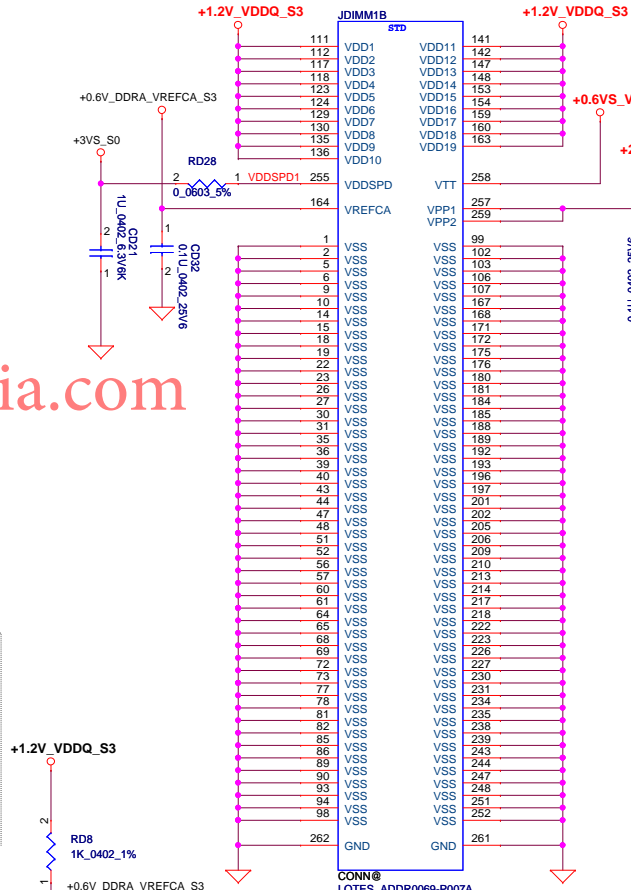 +1.2V_VDDQ_S3
JDIMM1B
+1.2V_VDDQ_S3
STD
111 VDD1 VDD11 141
112 VDD2 VDD12 142
117 VDD3 VDD13 147
118 VDD4 VDD14 148
123 VDD5 VDD15 153
124 VDD6 VDD16 154
129 VDD7 VDD17 159
130 VDD8 VDD18 160
135 VDD9 VDD19 163
136 VDD10
+0.6V_DDRA_VREFCA_S3
+0.6VS_V
+3VS_S0
RD28
2 1 VDDSPD1 255 VDDSPD VTT 258
0_0603_5%
164 VREFCA VPP1 257
VPP2 259
2
CD21
1U_0402_6.3V6K
1
1
CD32
0.1U_0402_25V6
2
1 VSS VSS 99
2 VSS VSS 102
5 VSS VSS 103
6 VSS VSS 106
9 VSS VSS 107
10 VSS VSS 167
14 VSS VSS 168
15 VSS VSS 171
18 VSS VSS 172
19 VSS VSS 175
22 VSS VSS 176
23 VSS VSS 180
26 VSS VSS 181
27 VSS VSS 184
30 VSS VSS 185
31 VSS VSS 188
35 VSS VSS 189
36 VSS VSS 192
39 VSS VSS 193
40 VSS VSS 196
43 VSS VSS 197
44 VSS VSS 201
47 VSS VSS 202
48 VSS VSS 205
51 VSS VSS 206
52 VSS VSS 209
56 VSS VSS 210
57 VSS VSS 213
60 VSS VSS 214
61 VSS VSS 217
64 VSS VSS 218
65 VSS VSS 222
68 VSS VSS 223
69 VSS VSS 226
72 VSS VSS 227
73 VSS VSS 230
77 VSS VSS 231
78 VSS VSS 234
81 VSS VSS 235
82 VSS VSS 238
85 VSS VSS 239
86 VSS VSS 243
89 VSS VSS 244
90 VSS VSS 247
93 VSS VSS 248
94 VSS VSS 251
98 VSS VSS 252
262 GND GND 261
CONN@
LOTES_ADDR0069-P007A
ia.com
+1.2V_VDDQ_S3
2
RD8
1K_0402_1%
1
+0.6V_DDRA_VREFCA_S3